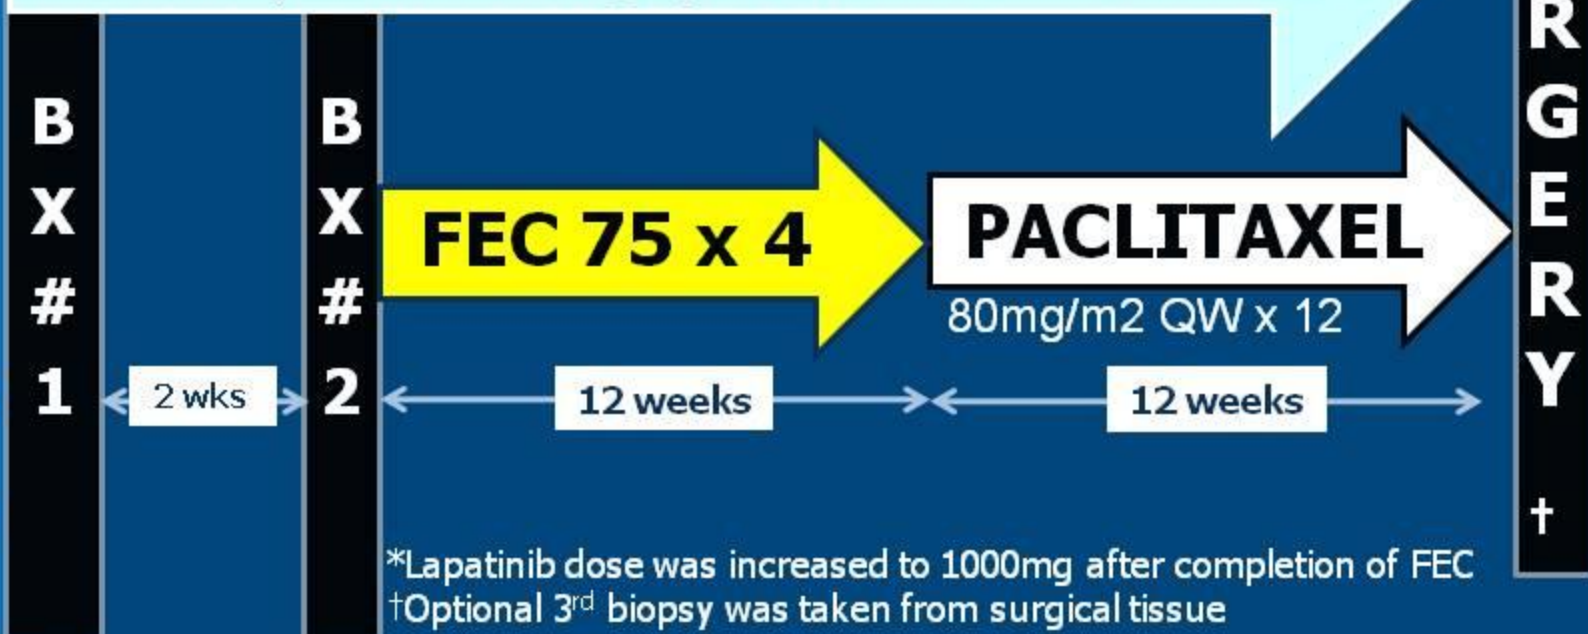 B X # 1
B X # 2
RGERY †
FEC 75 x 4
PACLITAXEL
80mg/m2 QW x 12
2 wks
12 weeks
12 weeks
*Lapatinib dose was increased to 1000mg after completion of FEC
†Optional 3rd biopsy was taken from surgical tissue